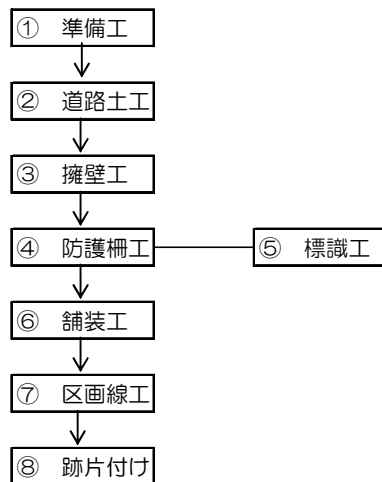 ① 準備工
② 道路土工
③ 擁壁工
④ 防護柵工
⑤ 標識工
⑥ 舗装工
⑦ 区画線工
⑧ 跡片付け